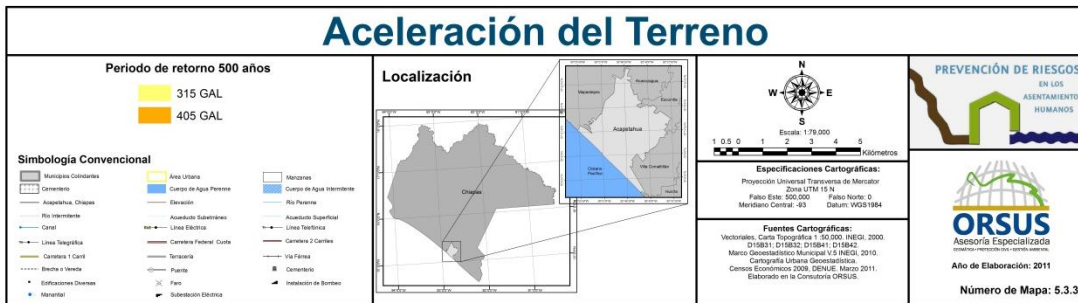 Aceleración del Terreno
Periodo de retorno 500 años
315 GAL
405 GAL
Simbología Convencional
Municipios Colindantes
Área Urbana
Manzanas
Cementerio
Cuerpo de Agua Perenne
Cuerpo de Agua Intermitente
Acapetahua, Chiapas
Elevación
Río Perenne
Río Intermitente
Acueducto Subetrráneo
Acueducto Superficial
Canal
Línea Eléctrica
Línea Telefónica
Línea Telegráfica
Carretera Federal Cuota
Carretera 2 Carriles
Carretera 1 Carril
Terracería
Vía Férrea
Brecha o Vereda
Puente
Cementerio
Edificaciones Diversas
Faro
Instalación de Bombeo
Manantial
Subestación Eléctrica
Localización
Chiapas
Mapastepec
Acacoyagua
Escuintla
Acapetahua
Océano
Pacífico
Villa Comaltitlán
Huixtla
N
W
E
S
Escala: 1:79,000
1 0.5 0 1 2 3 4 5
Kilómetros
Especificaciones Cartográficas:
Proyección Universal Transversa de Mercator
Zona UTM 15 N
Falso Este: 500,000 Falso Norte: 0
Meridiano Central: -93 Datum: WGS1984
Fuentes Cartográficas:
Vectoriales, Carta Topográfica 1 :50,000. INEGI, 2000.
D15B31; D15B32; D15B41; D15B42.
Marco Geoestadístico Municipal V.5 INEGI, 2010.
Cartografía Urbana Geoestadística.
Censos Económicos 2009, DENUE. Marzo 2011.
Elaborado en la Consutoría ORSUS.
PREVENCIÓN DE RIESGOS
EN LOS
ASENTAMIENTOS
HUMANOS
ORSUS
Asesoría Especializada
Año de Elaboración: 2011
Número de Mapa: 5.3.3